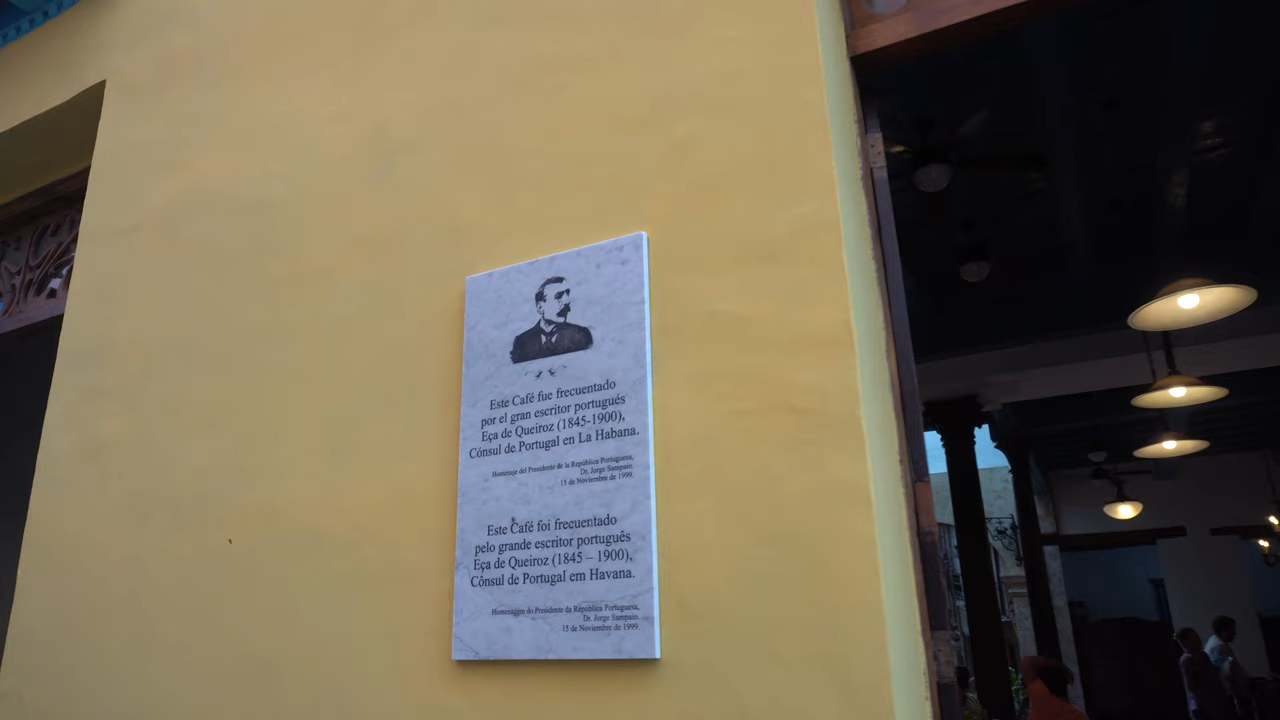 Este Café fue frecuentado
por el gran escritor portugués
Eça de Queiroz (1845-1900),
Cónsul de Portugal en La Habana.
Homenaje del Presidente de la República Portuguesa,
Dr. Jorge Sampaio.
15 de Noviembre de 1999.
Este Café foi frecuentado
pelo grande escritor português
Eça de Queiroz (1845 – 1900),
Cônsul de Portugal em Havana.
Homenagem do Presidente da República Portuguesa,
Dr. Jorge Sampaio.
15 de Noviembre de 1999.